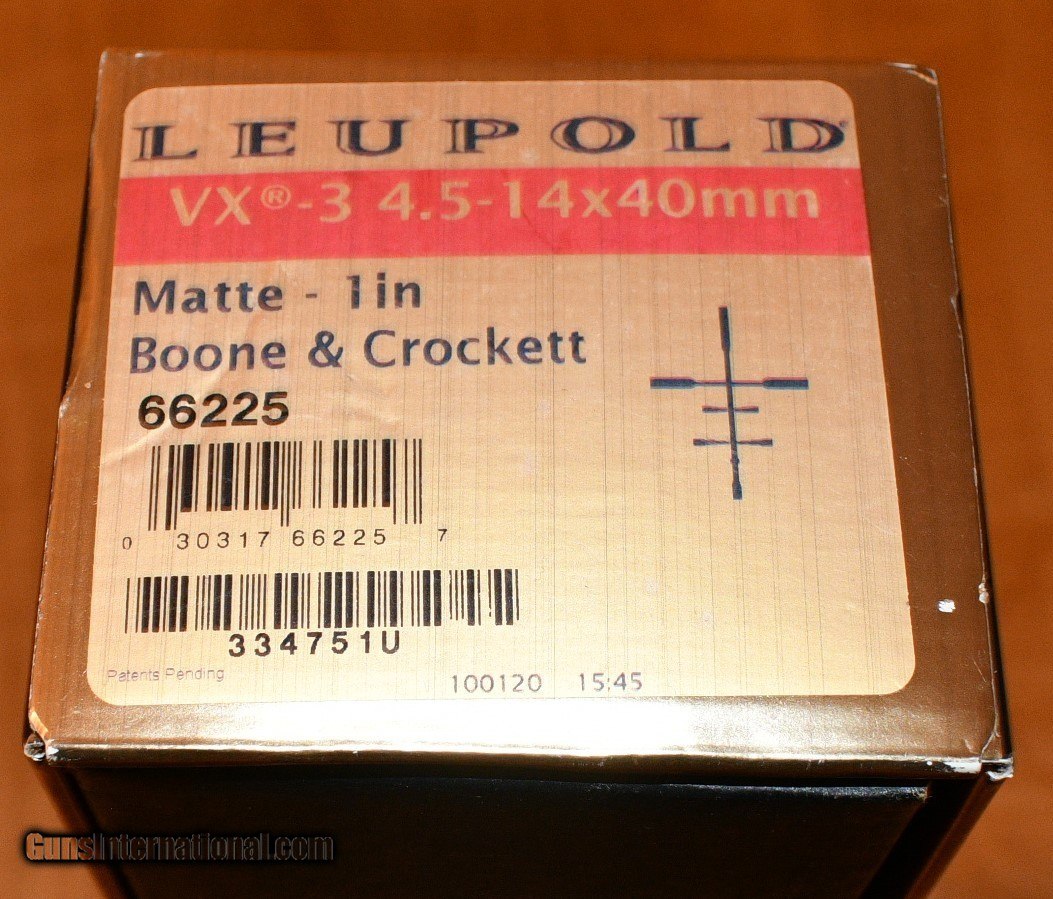 LEUPOLD®
VX®-3 4.5-14x40mm
Matte - 1in
Boone & Crockett
66225
0 30317 66225 7
334751U
Patents Pending
100120 15:45
GunsInternational.com